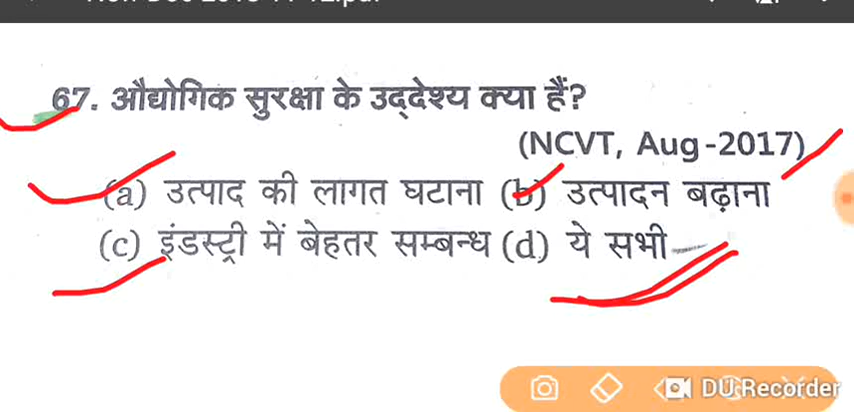 67. औद्योगिक सुरक्षा के उद्देश्य क्या हैं?
(NCVT, Aug-2017)
(a) उत्पाद की लागत घटाना (b) उत्पादन बढ़ाना
(c) इंडस्ट्री में बेहतर सम्बन्ध (d) ये सभी
DU Recorder